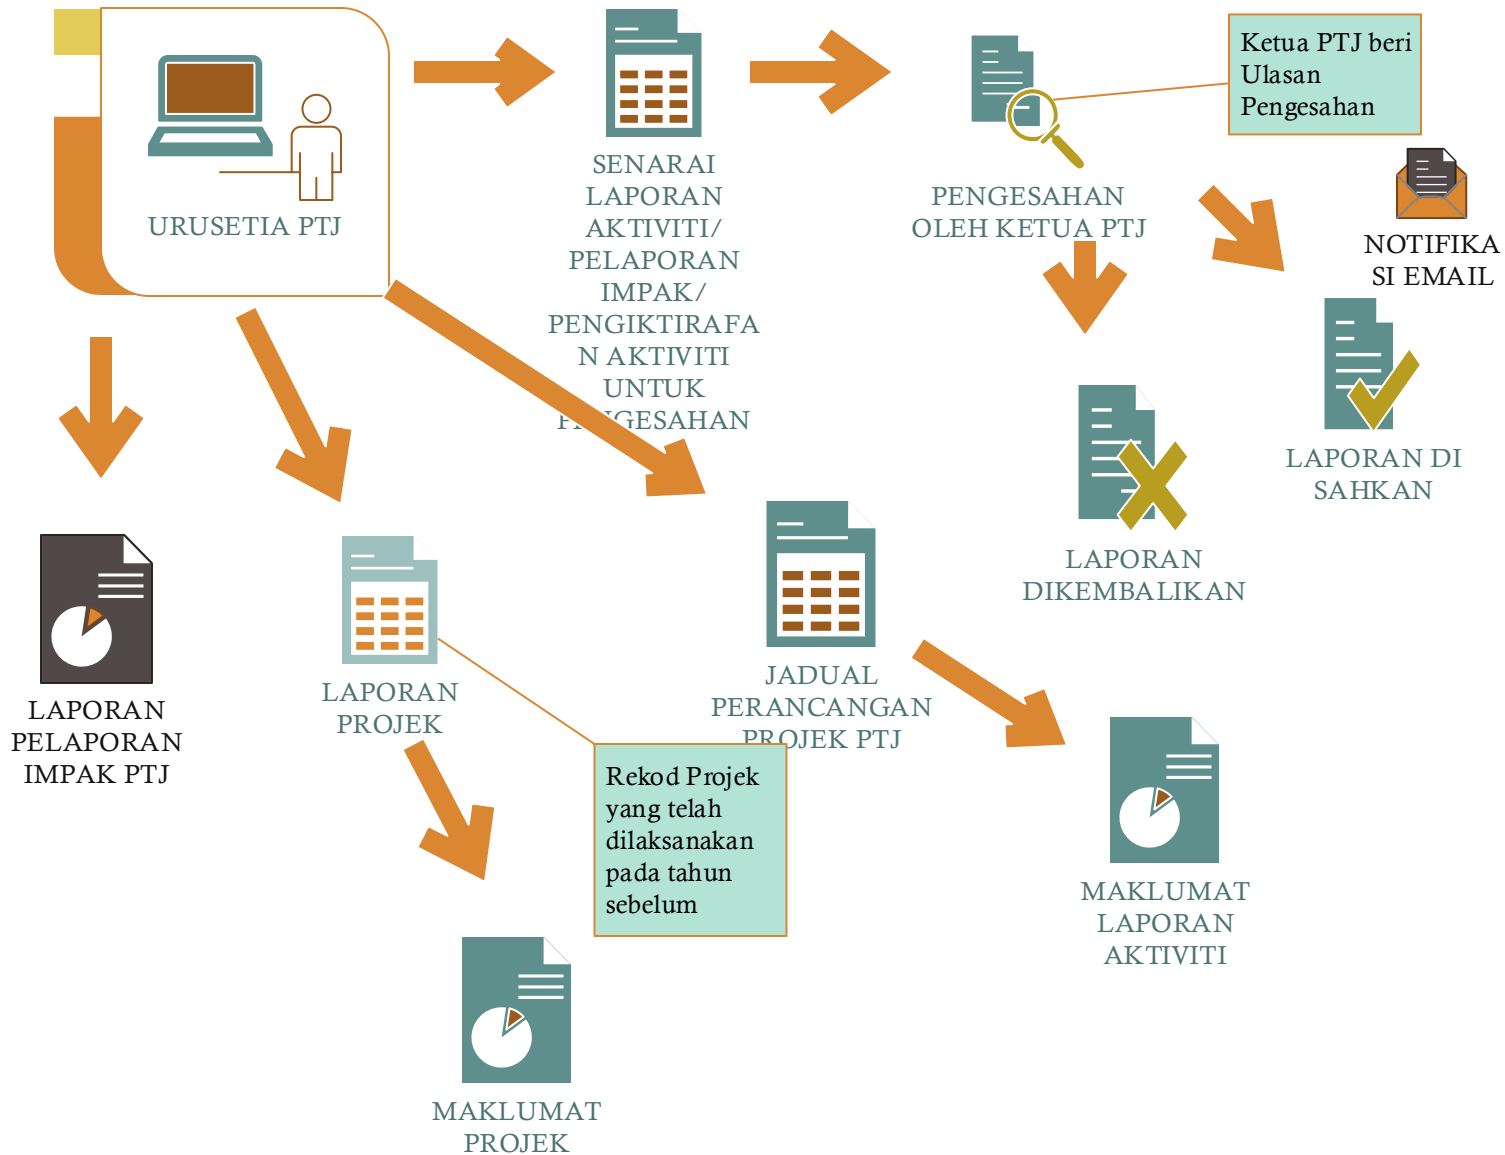 URUSETIA PTJ
SENARAI
LAPORAN
AKTIVITI/
PELAPORAN
IMPAK/
PENGIKTIRAFA
N AKTIVITI
UNTUK
PENGESAHAN
PENGESAHAN
OLEH KETUA PTJ
Ketua PTJ beri
Ulasan
Pengesahan
NOTIFIKA
SI EMAIL
LAPORAN DI
SAHKAN
LAPORAN
DIKEMBALIKAN
LAPORAN
PELAPORAN
IMPAK PTJ
LAPORAN
PROJEK
Rekod Projek
yang telah
dilaksanakan
pada tahun
sebelum
JADUAL
PERANCANGAN
PROJEK PTJ
MAKLUMAT
LAPORAN
AKTIVITI
MAKLUMAT
PROJEK